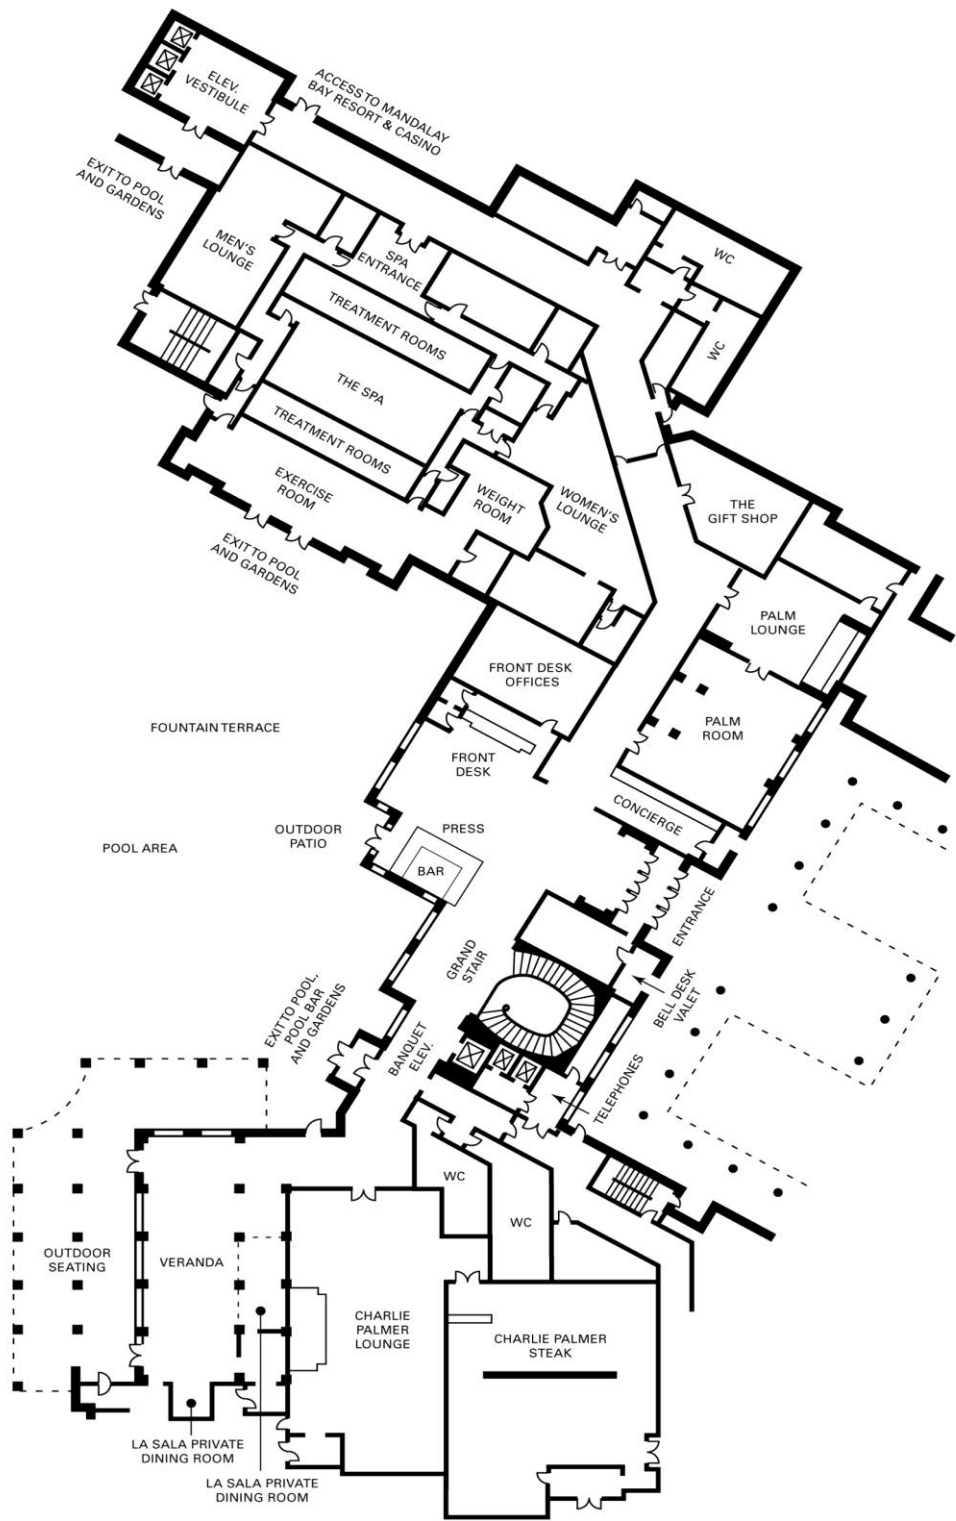 ELEV.
VESTIBULE
ACCESS TO MANDALAY
BAY RESORT & CASINO
EXIT TO POOL
AND GARDENS
MEN'S
LOUNGE
SPA
ENTRANCE
WC
WC
TREATMENT ROOMS
THE SPA
TREATMENT ROOMS
EXERCISE
ROOM
WEIGHT
ROOM
WOMEN'S
LOUNGE
THE
GIFT SHOP
EXIT TO POOL
AND GARDENS
PALM
LOUNGE
FRONT DESK
OFFICES
FOUNTAIN TERRACE
PALM
ROOM
FRONT
DESK
CONCIERGE
OUTDOOR
PATIO
PRESS
POOL AREA
BAR
ENTRANCE
GRAND
STAIR
BELL DESK
VALET
EXIT TO POOL,
POOL BAR
AND GARDENS
BANQUET
ELEV.
TELEPHONES
WC
WC
OUTDOOR
SEATING
VERANDA
CHARLIE
PALMER
LOUNGE
CHARLIE PALMER
STEAK
LA SALA PRIVATE
DINING ROOM
LA SALA PRIVATE
DINING ROOM